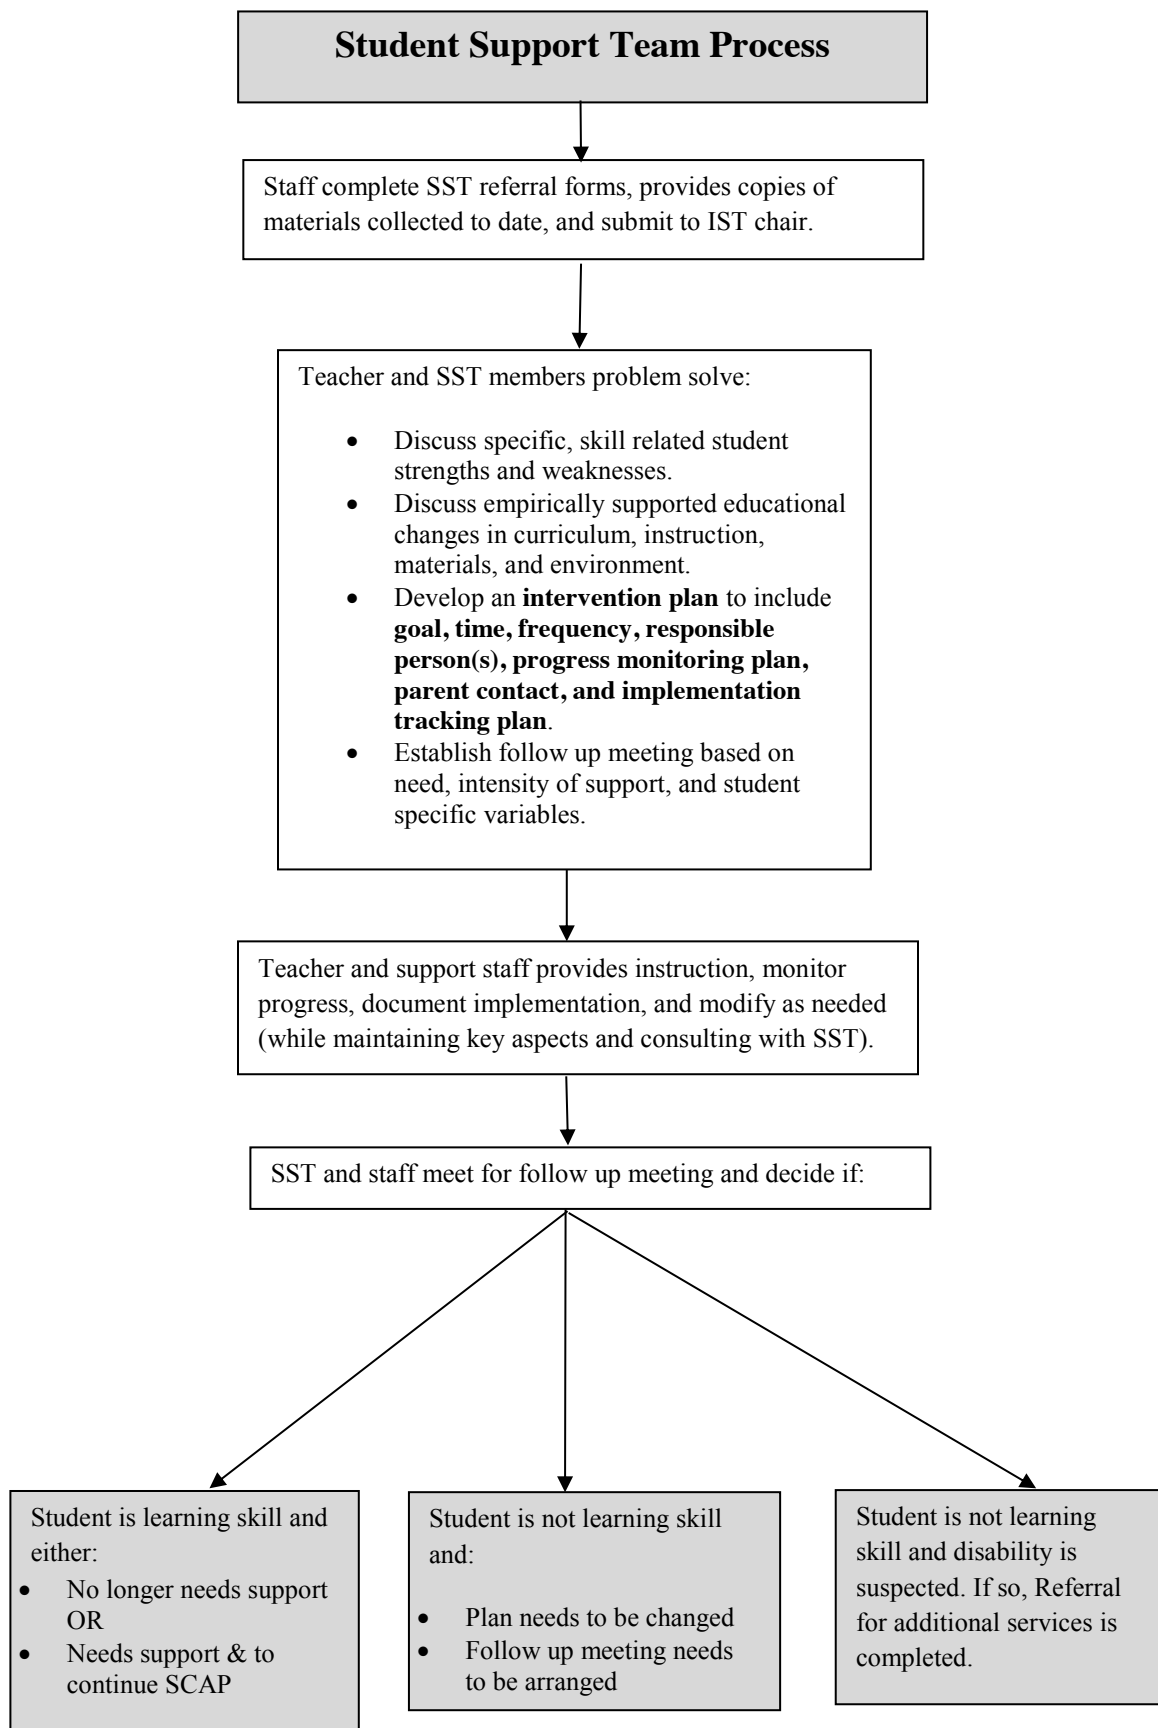 Student Support Team Process
Staff complete SST referral forms, provides copies of
materials collected to date, and submit to IST chair.
Teacher and SST members problem solve:
• Discuss specific, skill related student
strengths and weaknesses.
• Discuss empirically supported educational
changes in curriculum, instruction,
materials, and environment.
• Develop an intervention plan to include
goal, time, frequency, responsible
person(s), progress monitoring plan,
parent contact, and implementation
tracking plan.
• Establish follow up meeting based on
need, intensity of support, and student
specific variables.
Teacher and support staff provides instruction, monitor
progress, document implementation, and modify as needed
(while maintaining key aspects and consulting with SST).
SST and staff meet for follow up meeting and decide if:
Student is learning skill and
either:
• No longer needs support
OR
• Needs support & to
continue SCAP
Student is not learning skill
and:
• Plan needs to be changed
• Follow up meeting needs
to be arranged
Student is not learning
skill and disability is
suspected. If so, Referral
for additional services is
completed.